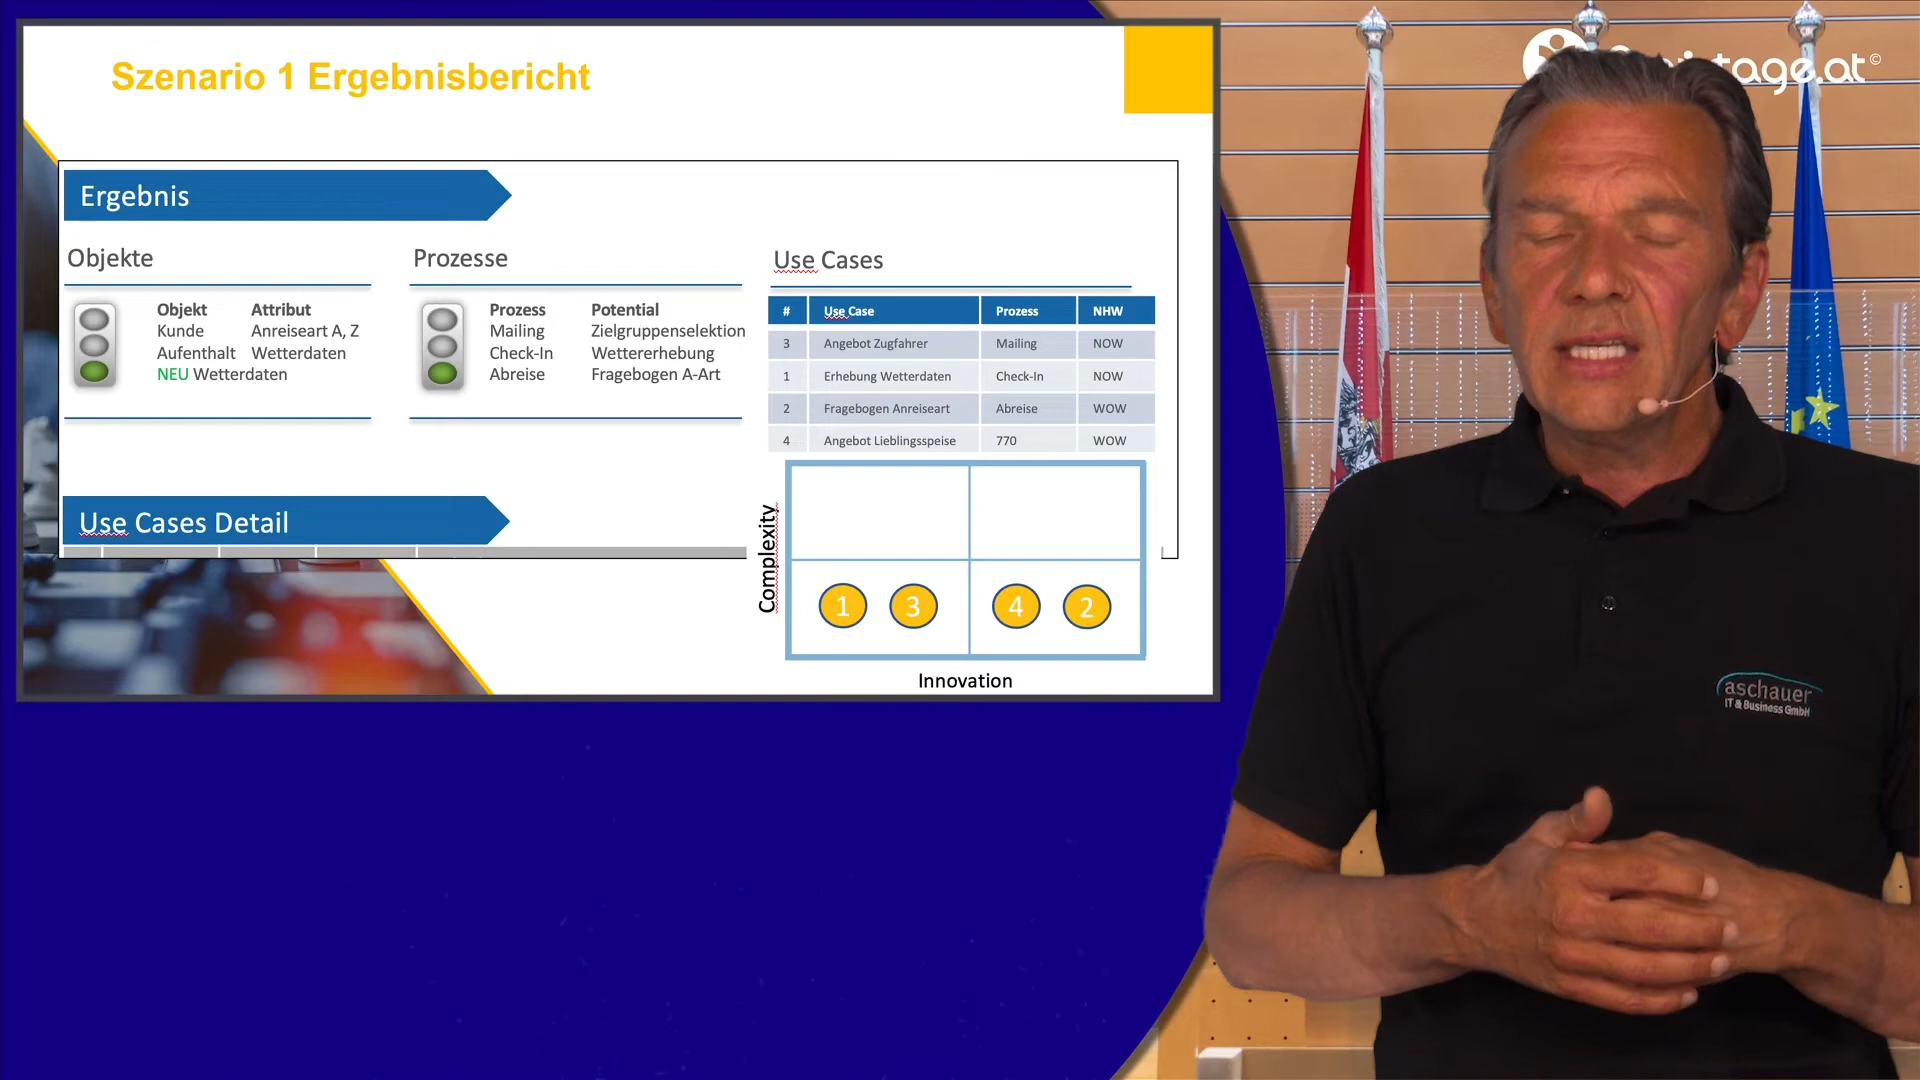 Szenario 1 Ergebnisbericht
Ergebnis
Objekte
Objekt Attribut
Kunde Anreiseart A, Z
Aufenthalt Wetterdaten
NEU Wetterdaten
Prozesse
Prozess Potential
Mailing Zielgruppenselektion
Check-In Wettererhebung
Abreise Fragebogen A-Art
Use Cases
# Use Case Prozess NHW
3 Angebot Zugfahrer Mailing NOW
1 Erhebung Wetterdaten Check-In NOW
2 Fragebogen Anreiseart Abreise WOW
4 Angebot Lieblingsspeise 770 WOW
Use Cases Detail
Complexity
1 3 4 2
Innovation
aschauer
IT & Business GmbH